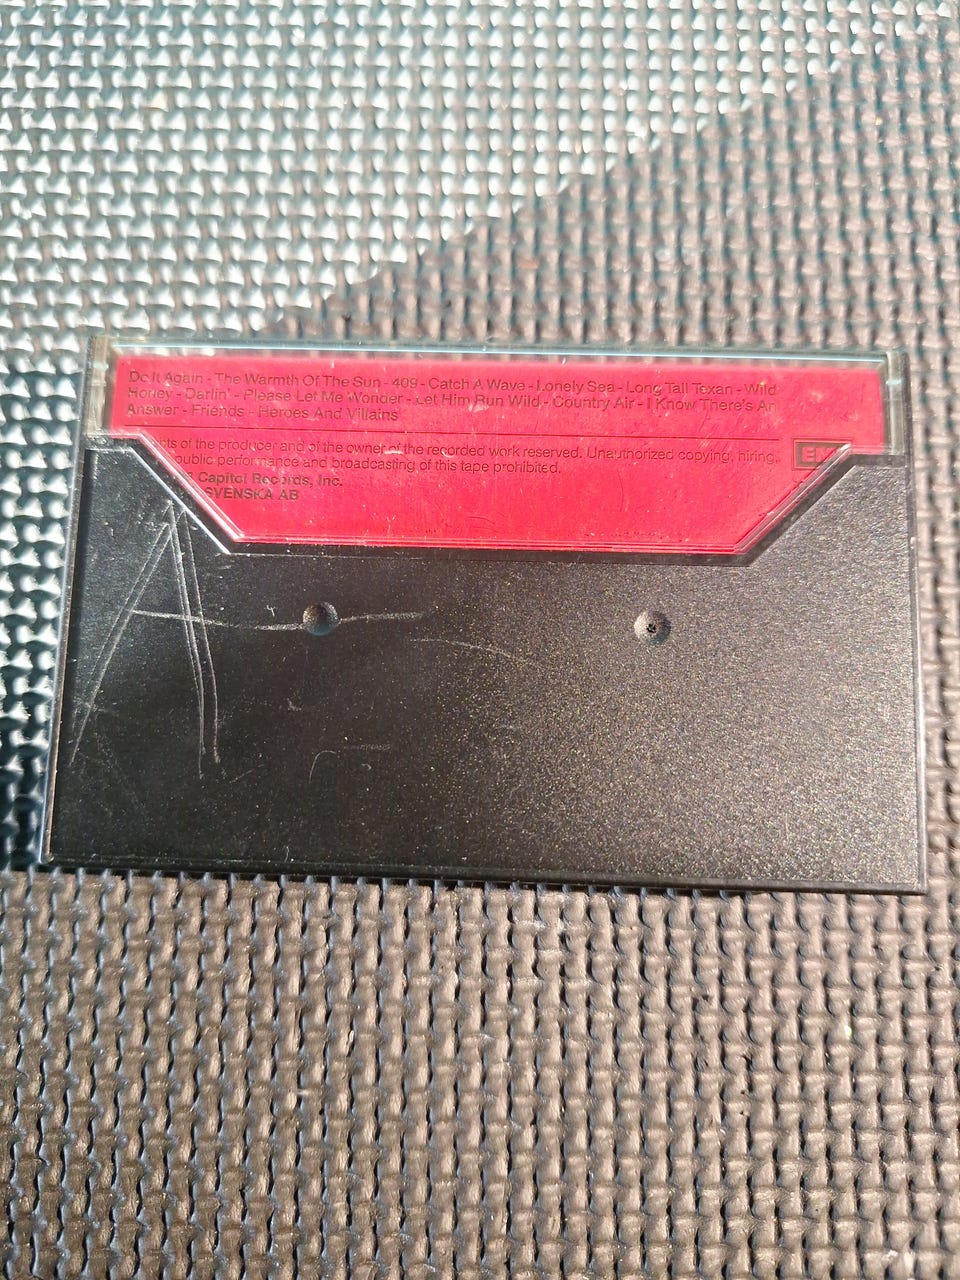 Do It Again - The Warmth Of The Sun - 409 - Catch A Wave - Lonely Sea - Long Tall Texan - Wild
Honey - Darlin' - Please Let Me Wonder - Let Him Run Wild - Country Air - I Know There's An
Answer - Friends - Heroes And Villains
of the producer and of the owner of the recorded work reserved. Unauthorized copying, hiring,
public performance and broadcasting of this tape prohibited.
Capitol Records, Inc.
SVENSKA AB
A